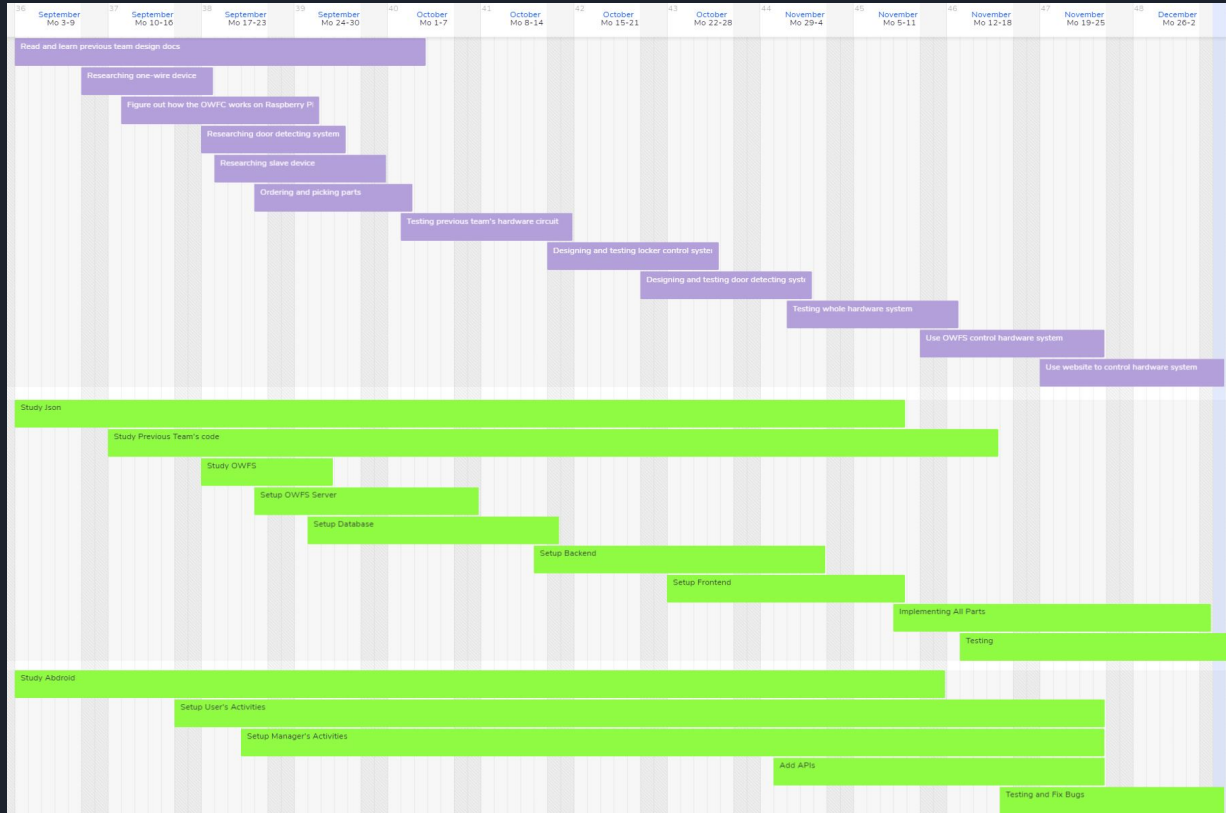 36 37 38 39 40 41 42 43 44 45 46 47 48
September September September September October October October October November November November November December
Mo 3-9 Mo 10-16 Mo 17-23 Mo 24-30 Mo 1-7 Mo 8-14 Mo 15-21 Mo 22-28 Mo 29-4 Mo 5-11 Mo 12-18 Mo 19-25 Mo 26-2
Read and learn previous team design docs
Researching one-wire device
Figure out how the OWFC works on Raspberry Pi
Researching door detecting system
Researching slave device
Ordering and picking parts
Testing previous team's hardware circuit
Designing and testing locker control syste
Designing and testing door detecting syst
Testing whole hardware system
Use OWFS control hardware system
Use website to control hardware system
Study Json
Study Previous Team's code
Study OWFS
Setup OWFS Server
Setup Database
Setup Backend
Setup Frontend
Implementing All Parts
Testing
Study Abdroid
Setup User's Activities
Setup Manager's Activities
Add APIs
Testing and Fix Bugs